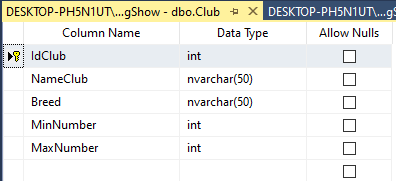 DESKTOP-PH5N1UT\...gShow - dbo.Club DESKTOP-PH5N1UT\...gS
Column Name Data Type Allow Nulls
IdClub int
NameClub nvarchar(50)
Breed nvarchar(50)
MinNumber int
MaxNumber int